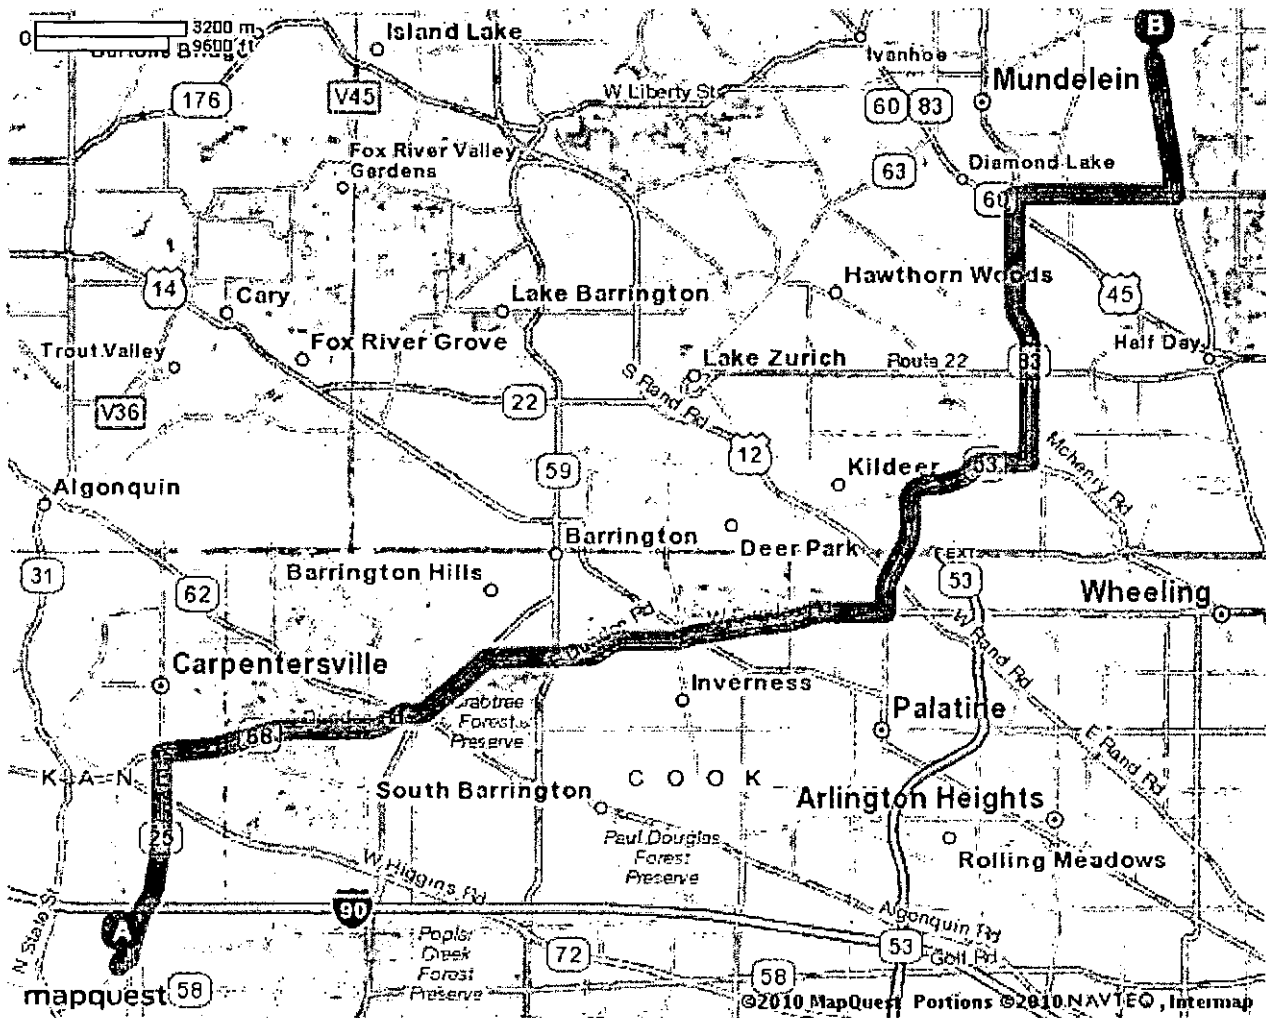 0
3200 m
9600 ft
Island Lake
Ivanhoe
B
Mundelein
176
V45
W Liberty St
60
83
Fox River Valley
Gardens
63
Diamond Lake
60
14
Cary
Lake Barrington
Hawthorn Woods
45
Trout Valley
Fox River Grove
Lake Zurich
Route 22
83
Half Day
S Rand Rd
V36
22
12
59
Kildeer
53
Mchenry Rd
Algonquin
Barrington
Deer Park
EXT
31
62
Barrington Hills
53
Wheeling
W Rand Rd
Carpentersville
Inverness
Palatine
Crabtree
Forest
Preserve
68
E Rand Rd
K A N E
C O O K
South Barrington
Arlington Heights
25
Paul Douglas
Forest
Preserve
Rolling Meadows
W Higgins Rd
90
A
N State St
Algonquin Rd
Poplar
Creek
Forest
Preserve
72
53
Golf Rd
58
mapquest
58
©2010 MapQuest Portions ©2010 NAVTEQ, Intermap